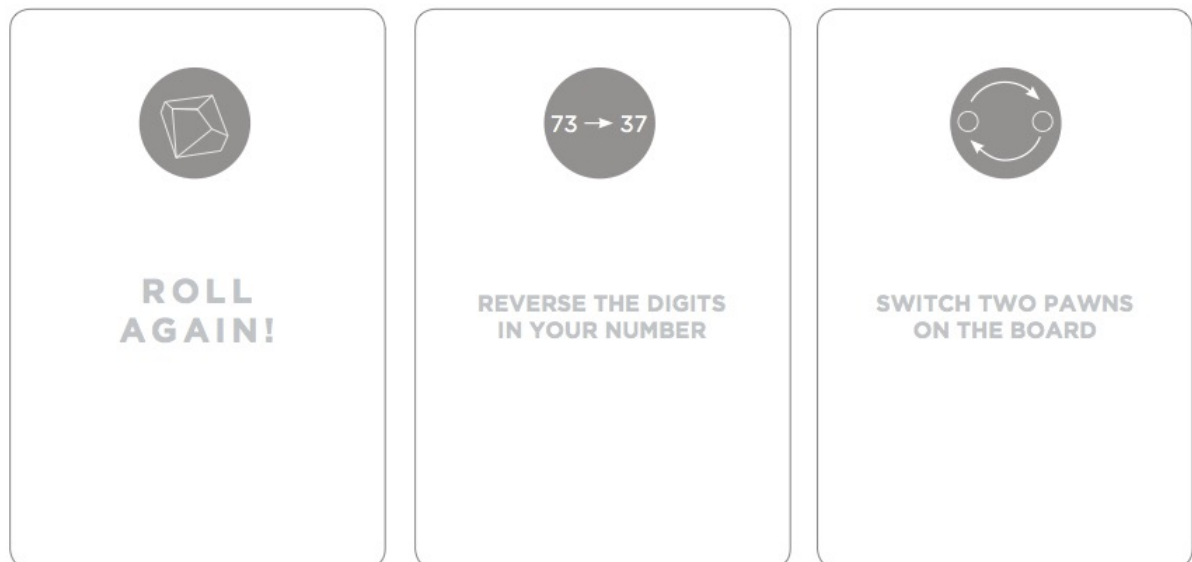 ROLL
AGAIN!
73 → 37
REVERSE THE DIGITS
IN YOUR NUMBER
SWITCH TWO PAWNS
ON THE BOARD